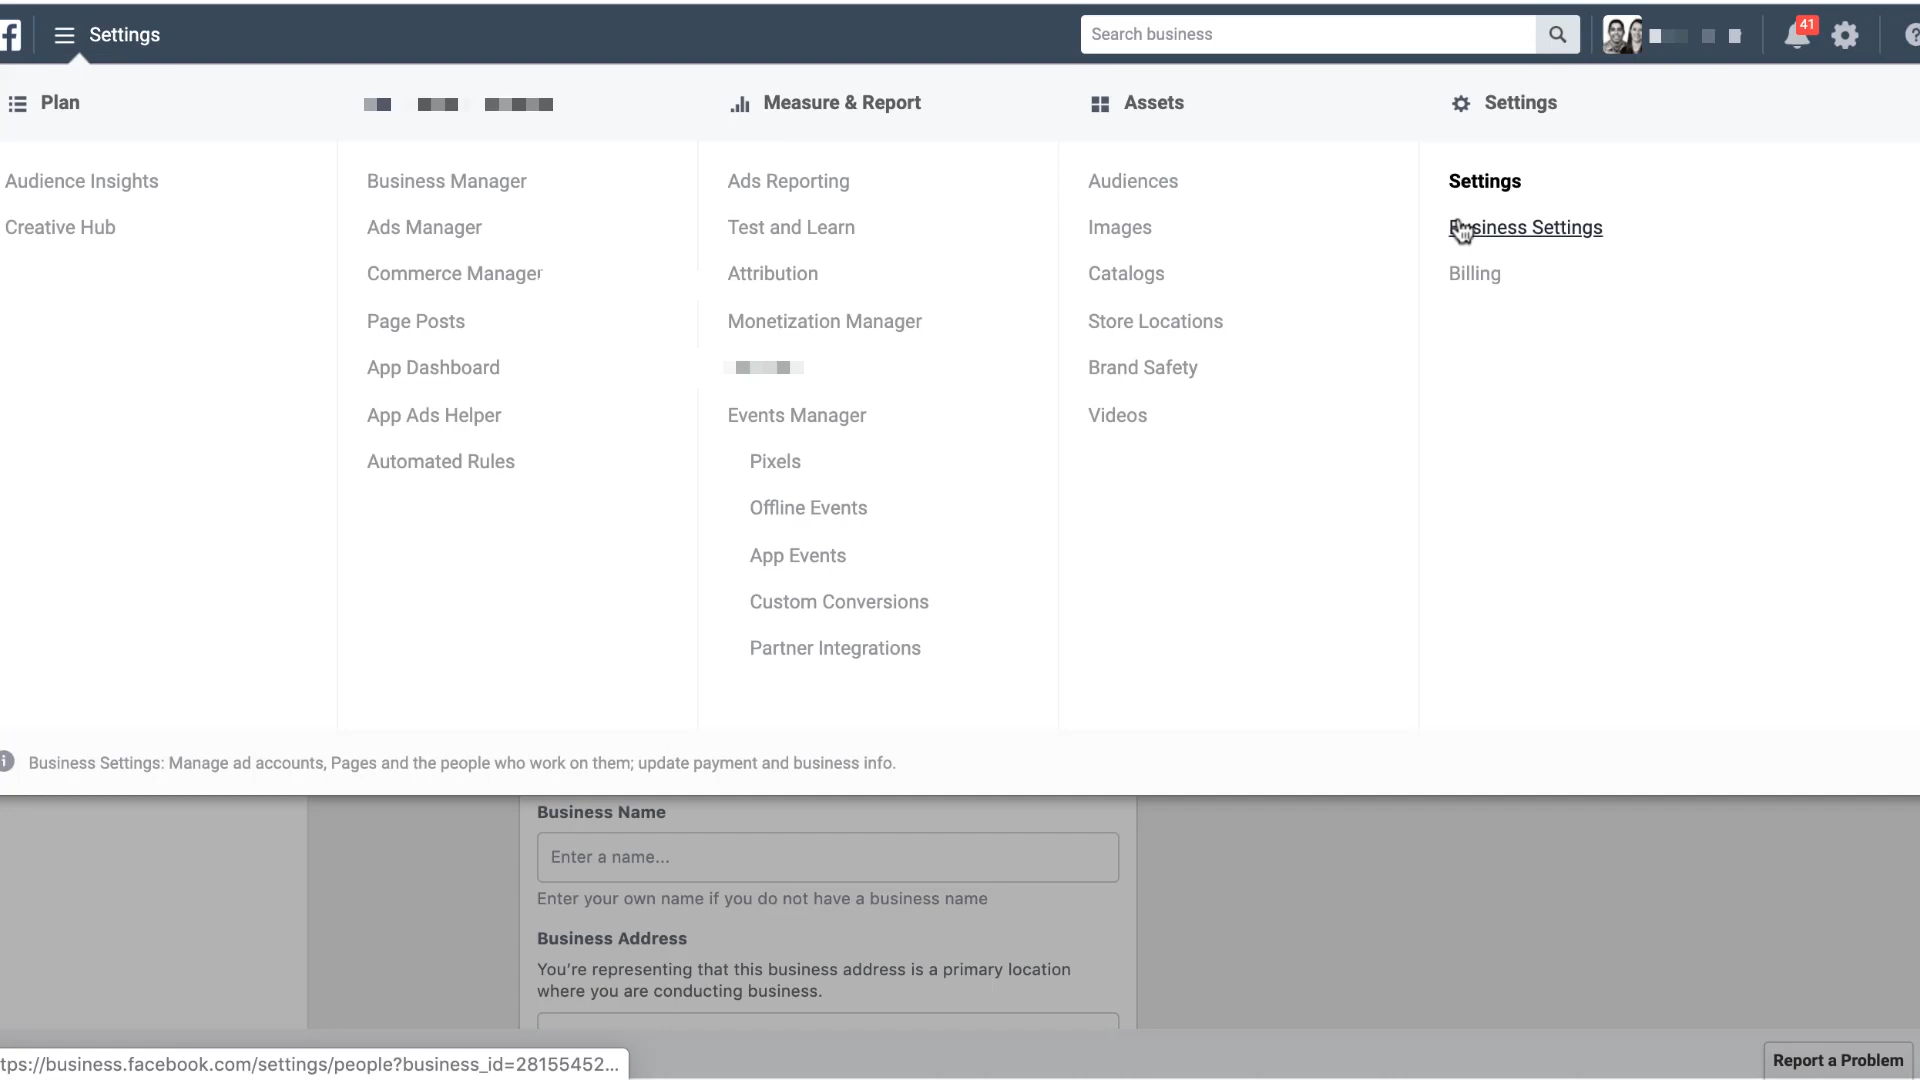 Settings
Search business
41
Plan
Measure & Report
Assets
Settings
Audience Insights
Creative Hub
Business Manager
Ads Manager
Commerce Manager
Page Posts
App Dashboard
App Ads Helper
Automated Rules
Ads Reporting
Test and Learn
Attribution
Monetization Manager
Events Manager
Pixels
Offline Events
App Events
Custom Conversions
Partner Integrations
Audiences
Images
Catalogs
Store Locations
Brand Safety
Videos
Settings
Business Settings
Billing
Business Settings: Manage ad accounts, Pages and the people who work on them; update payment and business info.
Business Name
Enter a name...
Enter your own name if you do not have a business name
Business Address
You're representing that this business address is a primary location
where you are conducting business.
tps://business.facebook.com/settings/people?business_id=28155452...
Report a Problem